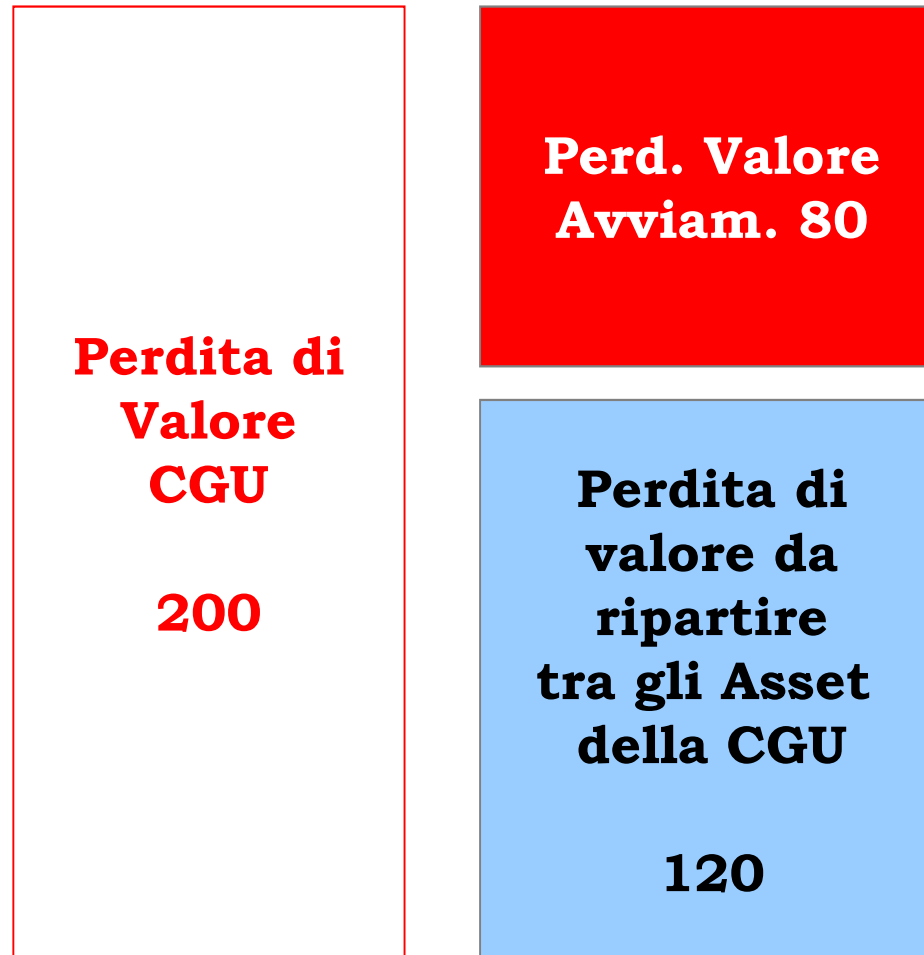 Perdita di
Valore
CGU
200
Perd. Valore
Avviam. 80
Perdita di
valore da
ripartire
tra gli Asset
della CGU
120